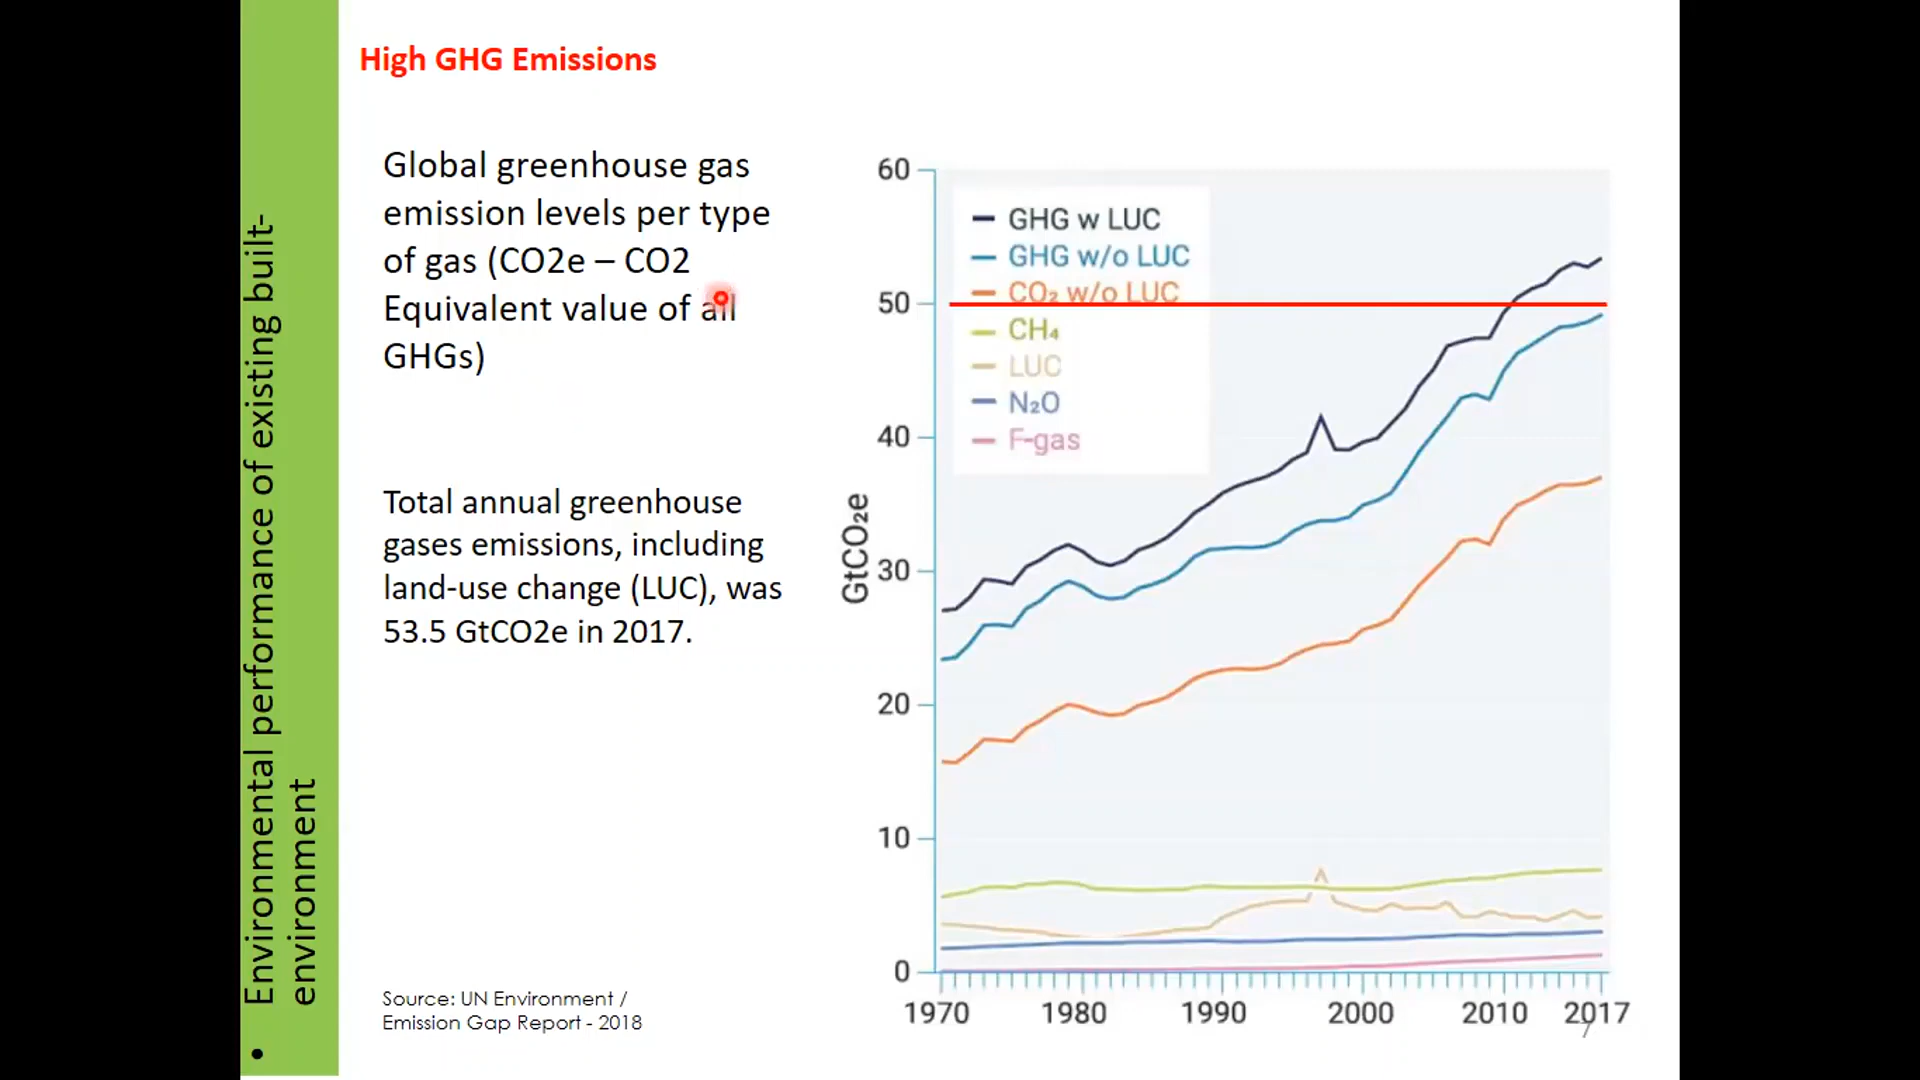 High GHG Emissions
Global greenhouse gas
emission levels per type
of gas (CO2e – CO2
Equivalent value of all
GHGs)
Total annual greenhouse
gases emissions, including
land-use change (LUC), was
53.5 GtCO2e in 2017.
Source: UN Environment /
Emission Gap Report - 2018
• Environmental performance of existing built-
environment
GtCO₂e
60
50
40
30
20
10
0
GHG w LUC
GHG w/o LUC
CO₂ w/o LUC
CH₄
LUC
N₂O
F-gas
1970 1980 1990 2000 2010 2017
7